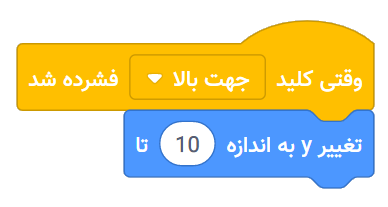 وقتی کلید جهت بالا فشرده شد
تغییر y به اندازه 10 تا